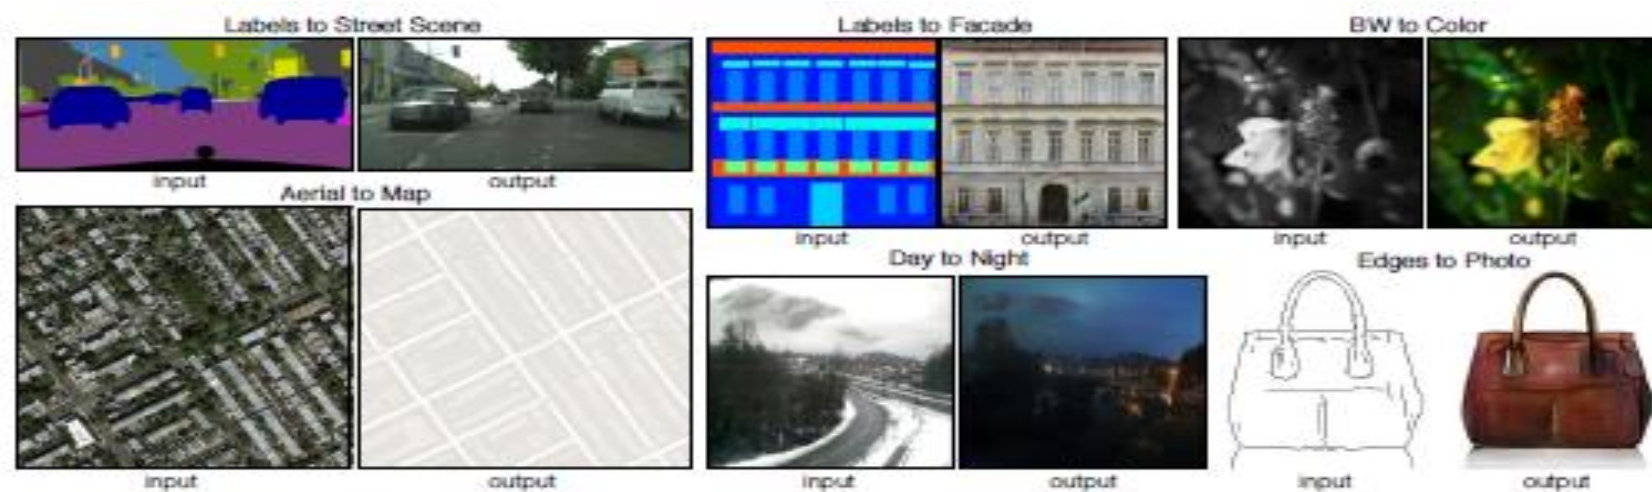 Labels to Street Scene
input
output
Aerial to Map
input
output
Labels to Facade
input
output
Day to Night
input
output
BW to Color
input
output
Edges to Photo
input
output